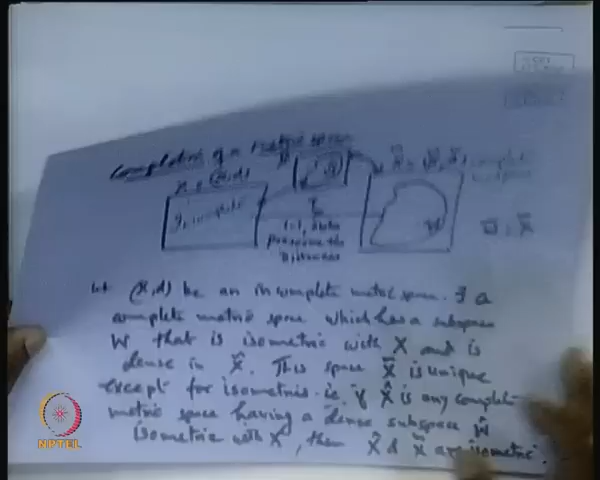 Completion of a metric space
X = (X, d)
Incomplete
T
1-1, onto
preserve the
distances
W
Let (X, d) be an incomplete metric space. ∃ a
complete metric space which has a subspace
W that is isometric with X and is
dense in X̂. This space X̂ is unique
except for isometries. i.e. if X̃ is any complete
metric space having a dense subspace W̃
isometric with X, then X̂ & X̃ are isometric.
NPTEL